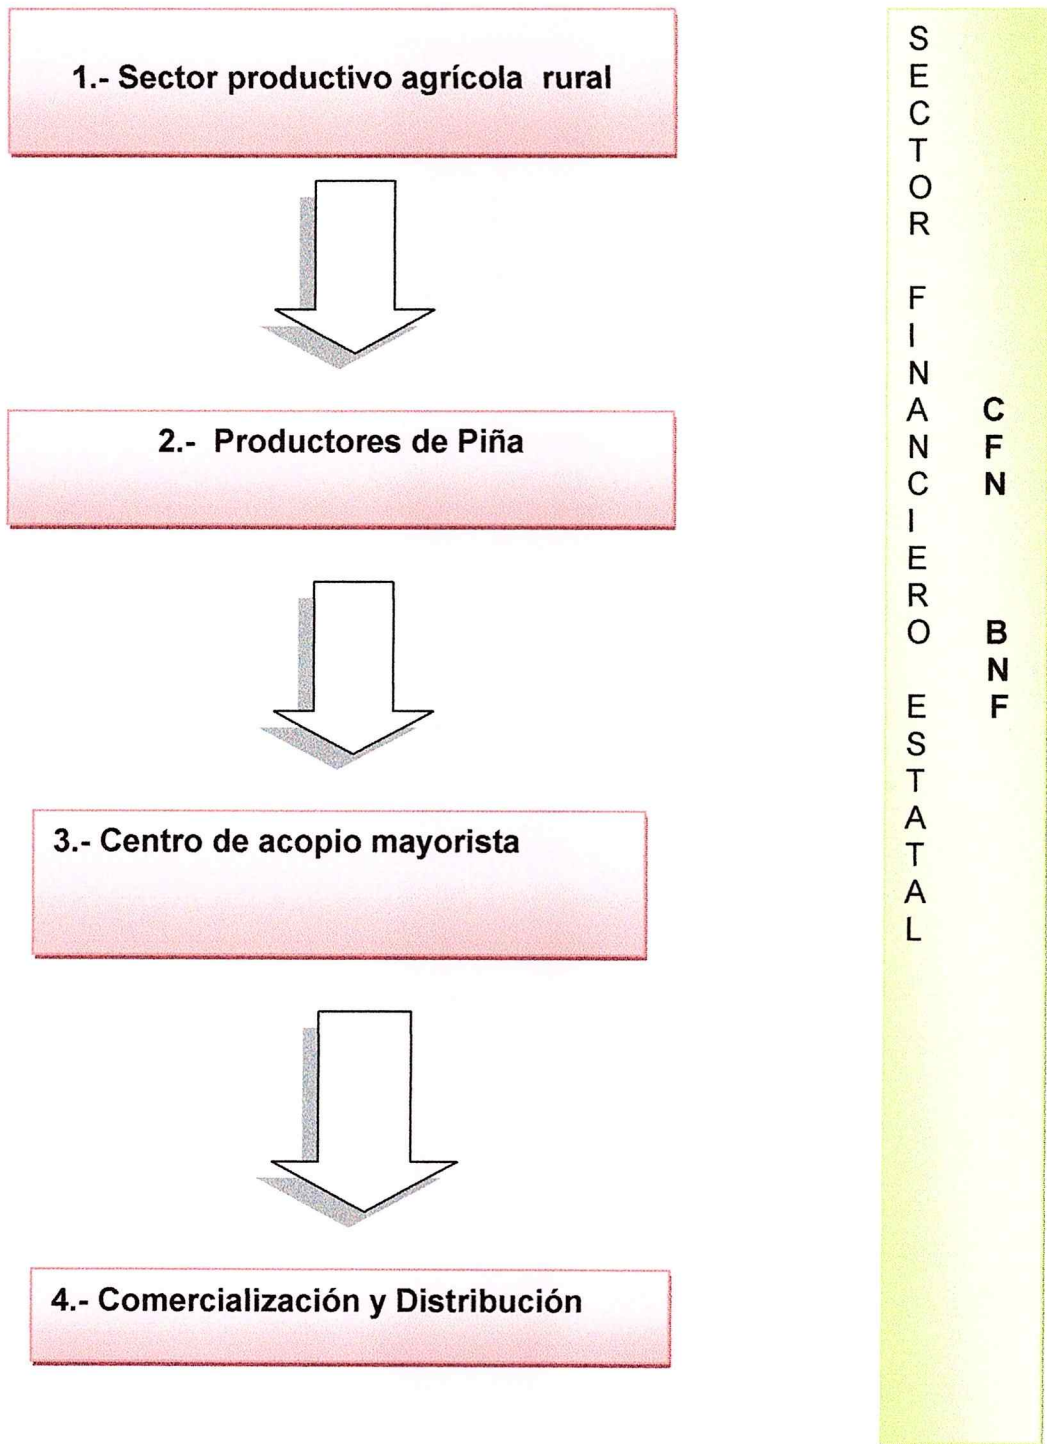 1.- Sector productivo agrícola rural
2.- Productores de Piña
3.- Centro de acopio mayorista
4.- Comercialización y Distribución
SECTOR FINANCIERO ESTATAL
CFN
BNF